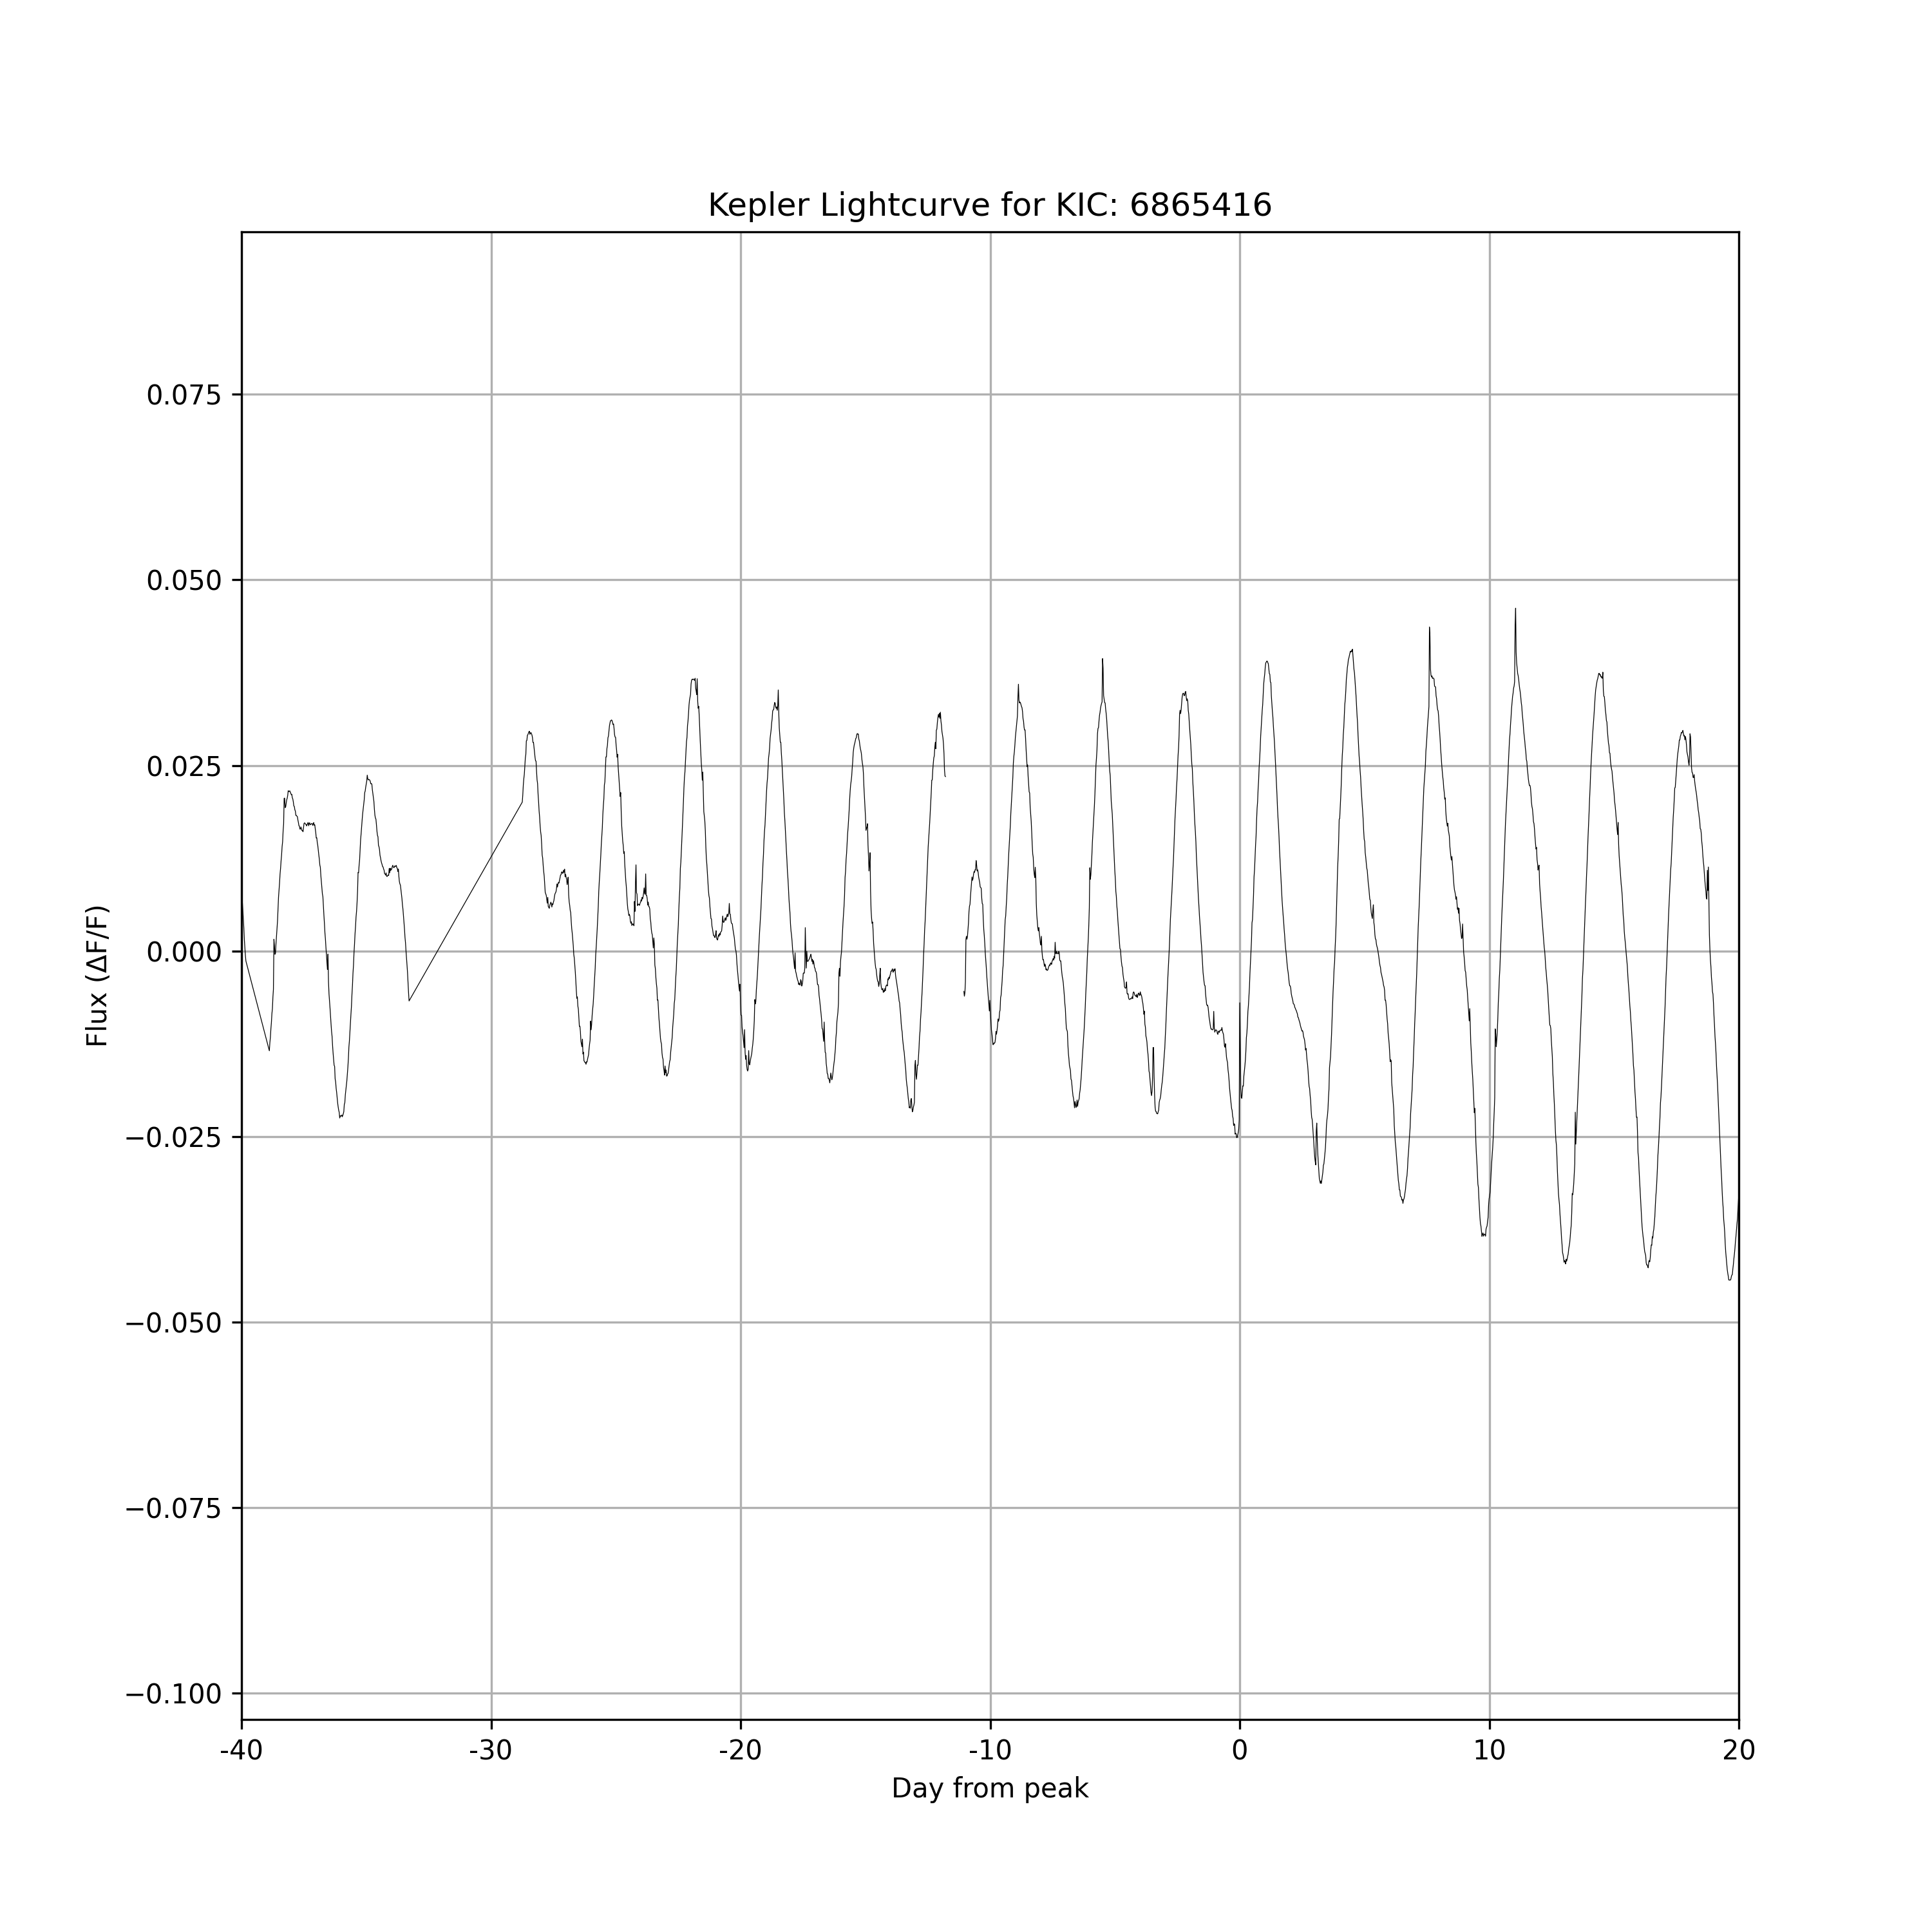 Kepler Lightcurve for KIC: 6865416
Flux (ΔF/F)
0.075
0.050
0.025
0.000
−0.025
−0.050
−0.075
−0.100
-40 -30 -20 -10 0 10 20
Day from peak